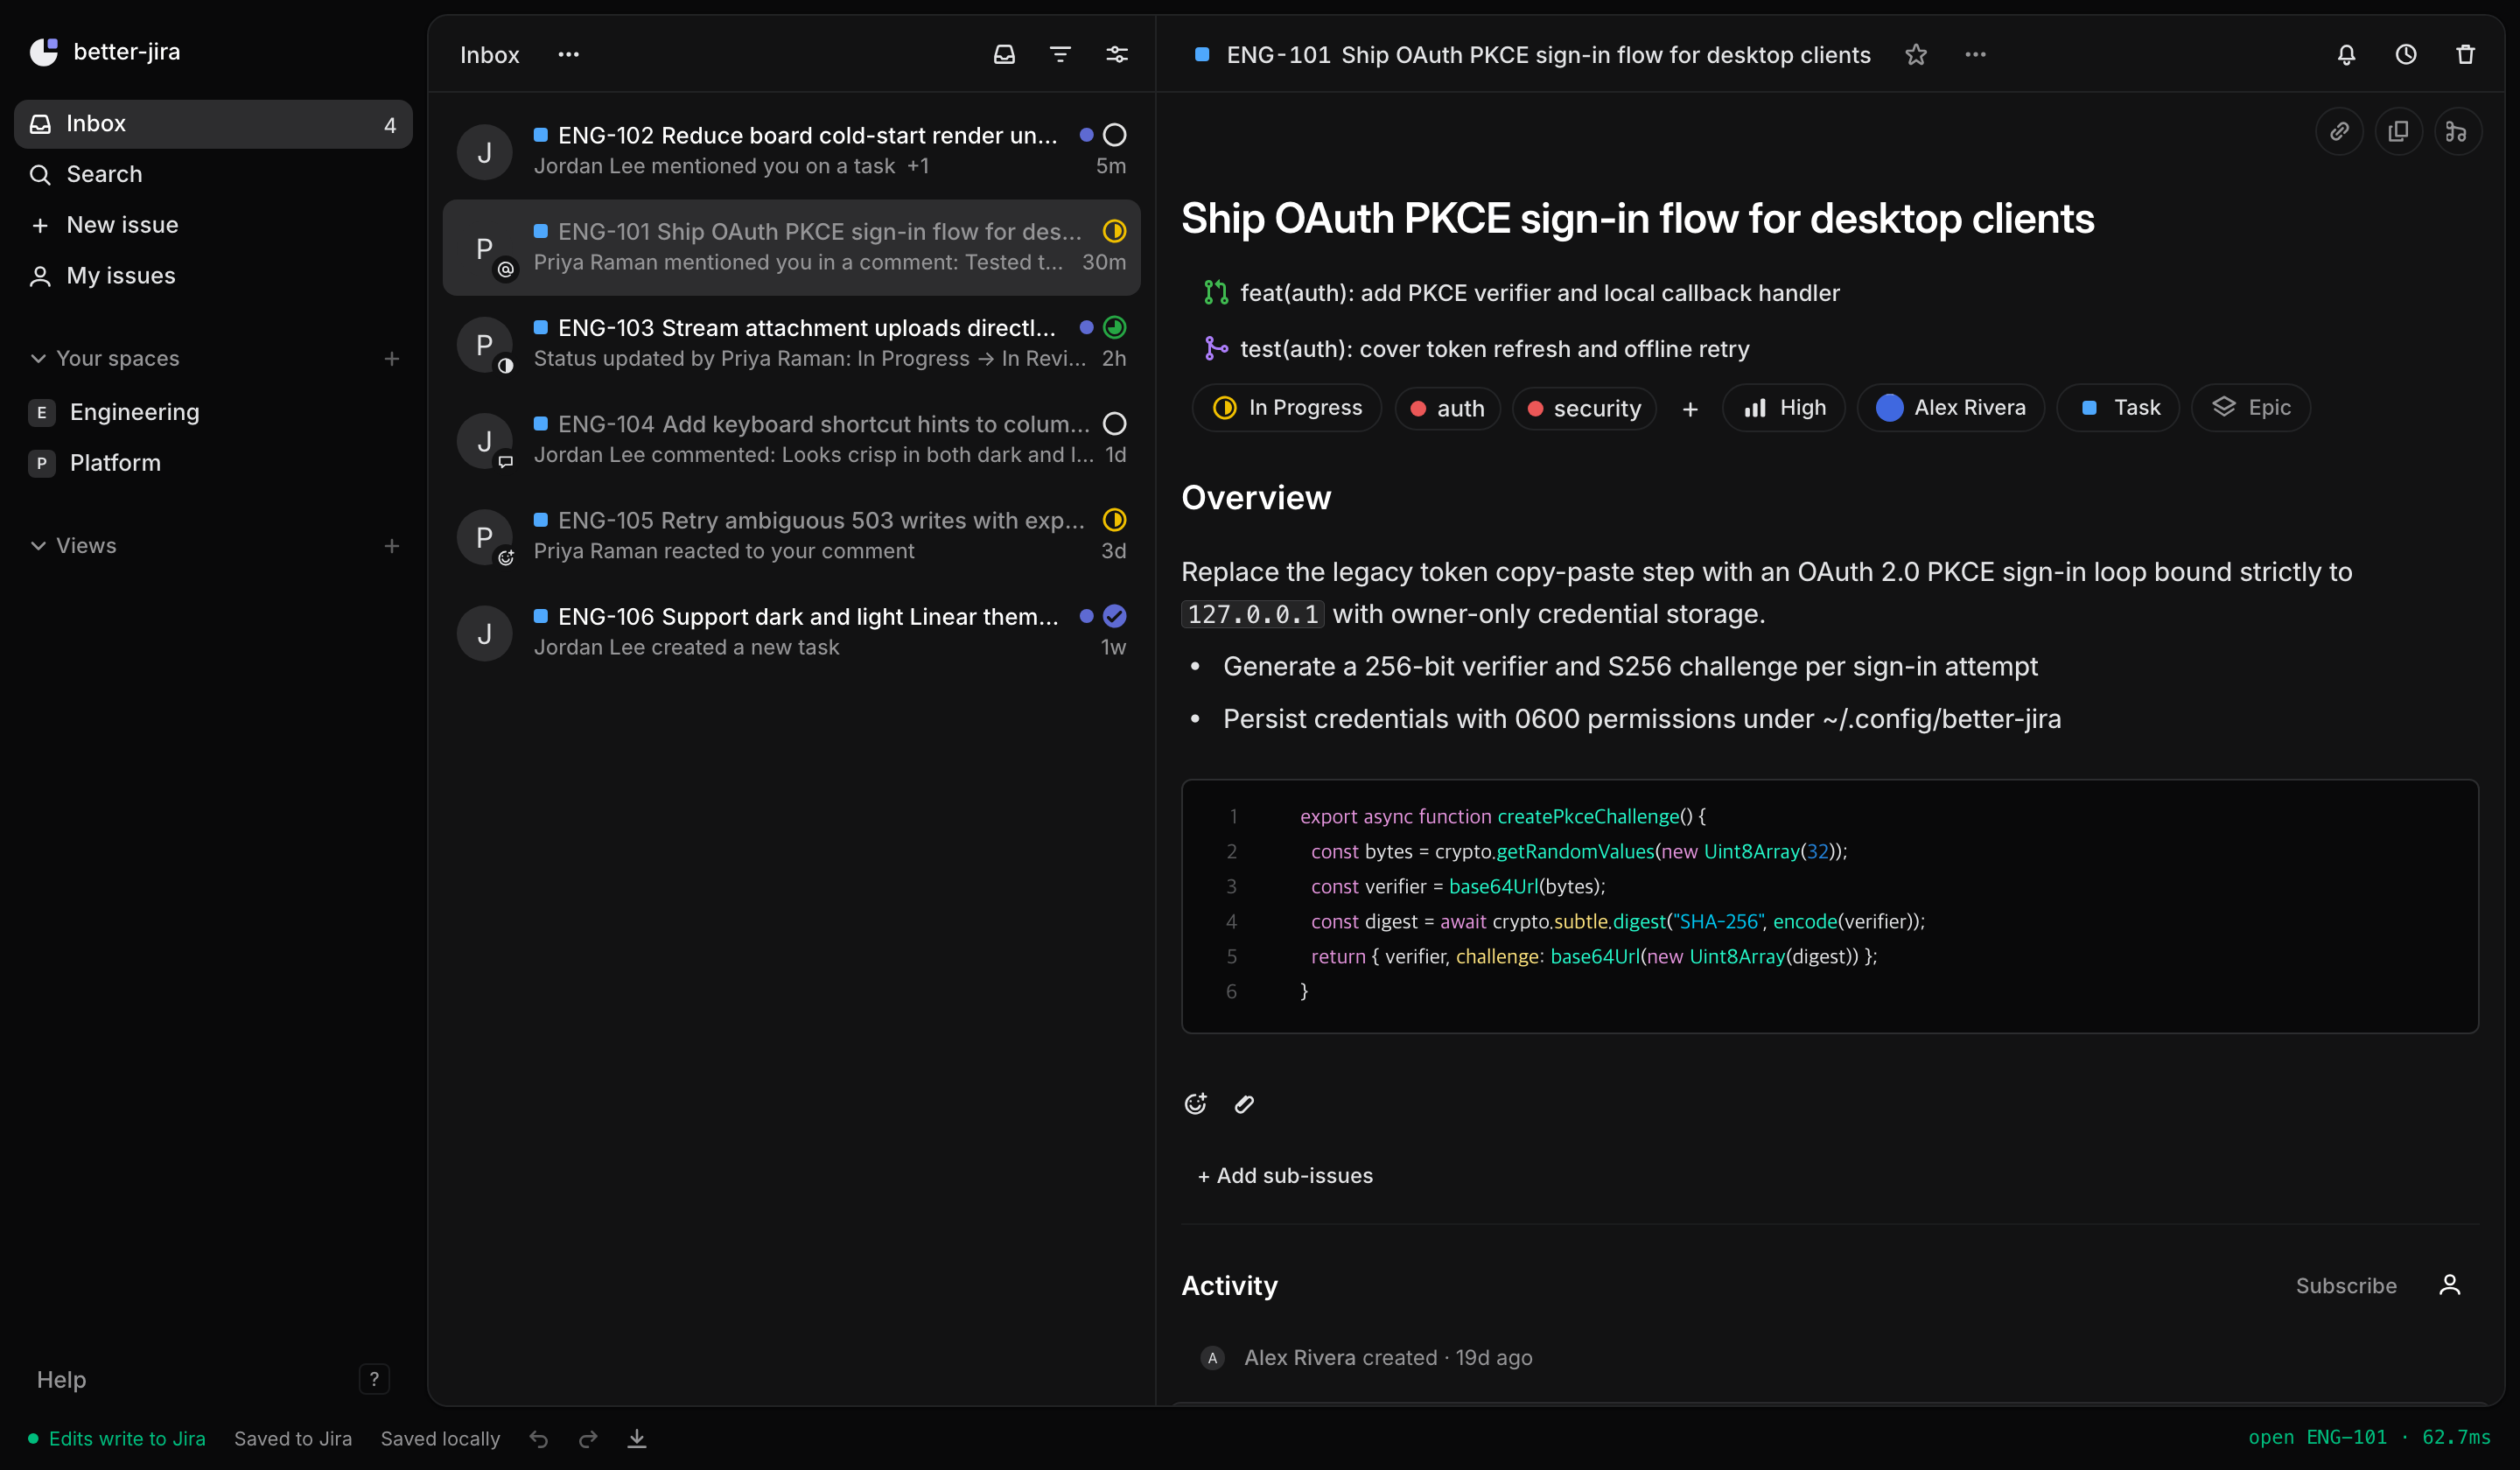 better-jira
Inbox 4
Search
New issue
My issues
Your spaces
E Engineering
P Platform
Views
Help ?
Inbox
J ENG-102 Reduce board cold-start render un...
Jordan Lee mentioned you on a task +1 5m
P ENG-101 Ship OAuth PKCE sign-in flow for des...
Priya Raman mentioned you in a comment: Tested t... 30m
P ENG-103 Stream attachment uploads directl...
Status updated by Priya Raman: In Progress → In Revi... 2h
J ENG-104 Add keyboard shortcut hints to colum...
Jordan Lee commented: Looks crisp in both dark and l... 1d
P ENG-105 Retry ambiguous 503 writes with exp...
Priya Raman reacted to your comment 3d
J ENG-106 Support dark and light Linear them...
Jordan Lee created a new task 1w
ENG-101 Ship OAuth PKCE sign-in flow for desktop clients
Ship OAuth PKCE sign-in flow for desktop clients
feat(auth): add PKCE verifier and local callback handler
test(auth): cover token refresh and offline retry
In Progress auth security + High Alex Rivera Task Epic
Overview
Replace the legacy token copy-paste step with an OAuth 2.0 PKCE sign-in loop bound strictly to
127.0.0.1 with owner-only credential storage.
• Generate a 256-bit verifier and S256 challenge per sign-in attempt
• Persist credentials with 0600 permissions under ~/.config/better-jira
1 export async function createPkceChallenge() {
2 const bytes = crypto.getRandomValues(new Uint8Array(32));
3 const verifier = base64Url(bytes);
4 const digest = await crypto.subtle.digest("SHA-256", encode(verifier));
5 return { verifier, challenge: base64Url(new Uint8Array(digest)) };
6 }
+ Add sub-issues
Activity Subscribe
A Alex Rivera created · 19d ago
Edits write to Jira Saved to Jira Saved locally
open ENG-101 · 62.7ms